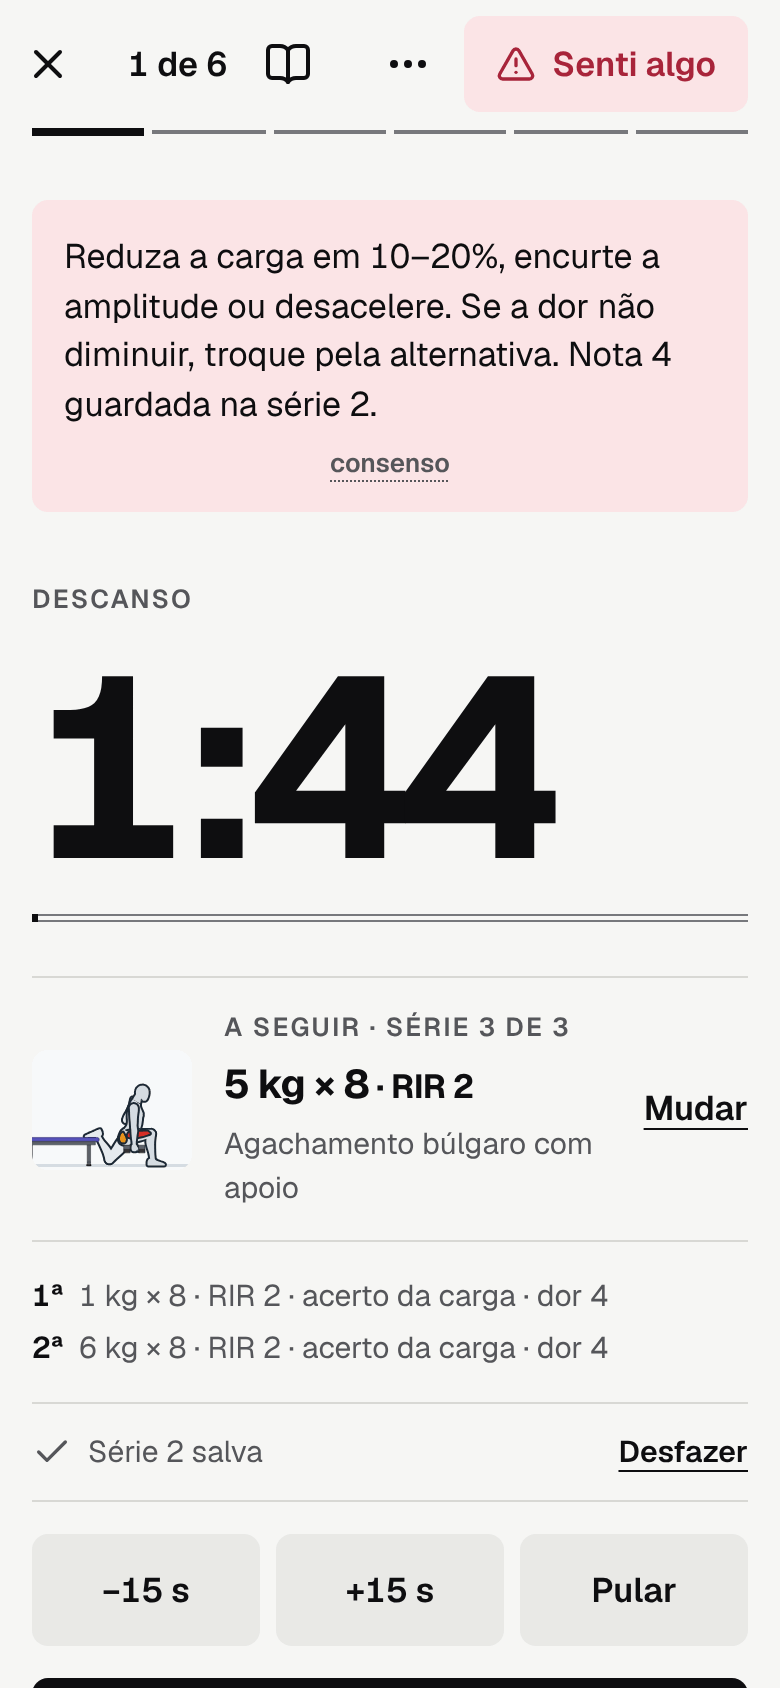 1 de 6
Senti algo
Reduza a carga em 10–20%, encurte a
amplitude ou desacelere. Se a dor não
diminuir, troque pela alternativa. Nota 4
guardada na série 2.
consenso
DESCANSO
1:44
A SEGUIR · SÉRIE 3 DE 3
5 kg × 8 · RIR 2
Mudar
Agachamento búlgaro com
apoio
1ª 1 kg × 8 · RIR 2 · acerto da carga · dor 4
2ª 6 kg × 8 · RIR 2 · acerto da carga · dor 4
Série 2 salva
Desfazer
−15 s
+15 s
Pular